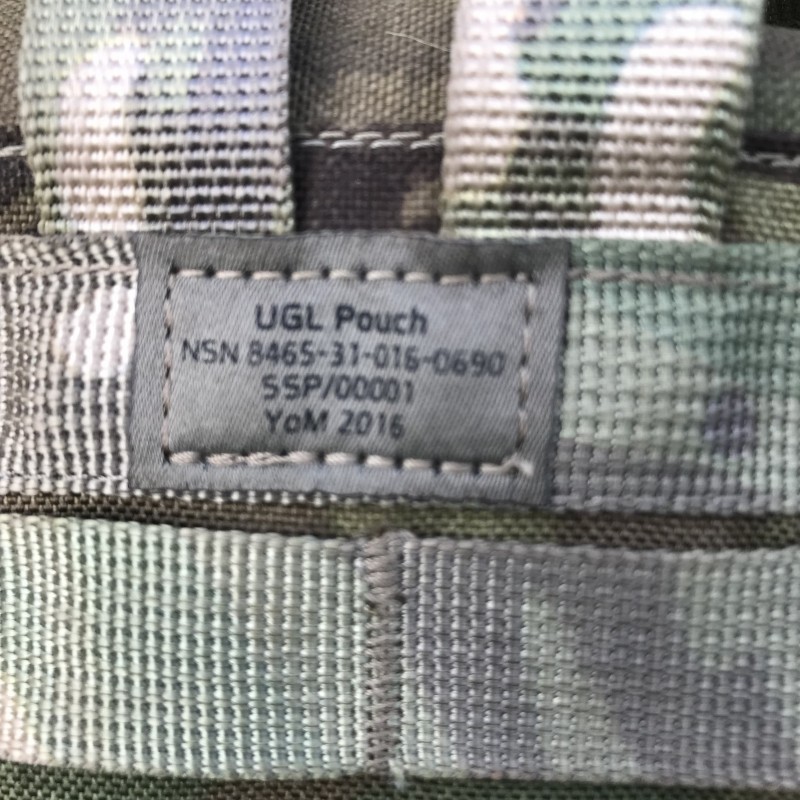 UGL Pouch
NSN 8465-31-016-0690
SSP/00001
YoM 2016